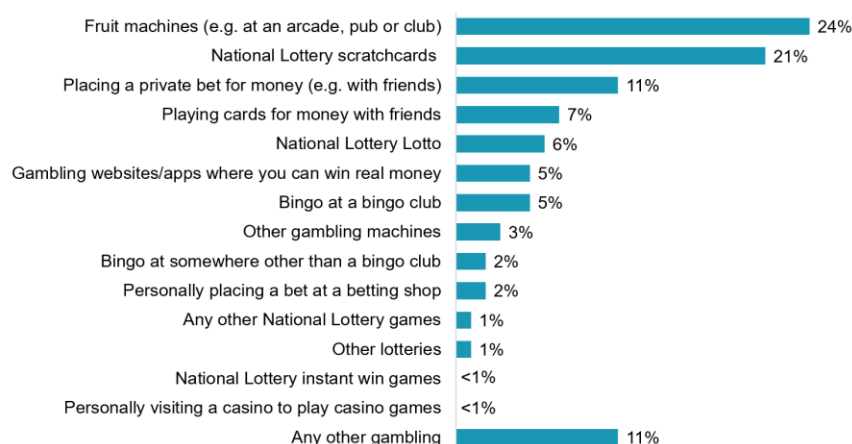 Fruit machines (e.g. at an arcade, pub or club) 24%
National Lottery scratchcards 21%
Placing a private bet for money (e.g. with friends) 11%
Playing cards for money with friends 7%
National Lottery Lotto 6%
Gambling websites/apps where you can win real money 5%
Bingo at a bingo club 5%
Other gambling machines 3%
Bingo at somewhere other than a bingo club 2%
Personally placing a bet at a betting shop 2%
Any other National Lottery games 1%
Other lotteries 1%
National Lottery instant win games <1%
Personally visiting a casino to play casino games <1%
Any other gambling 11%